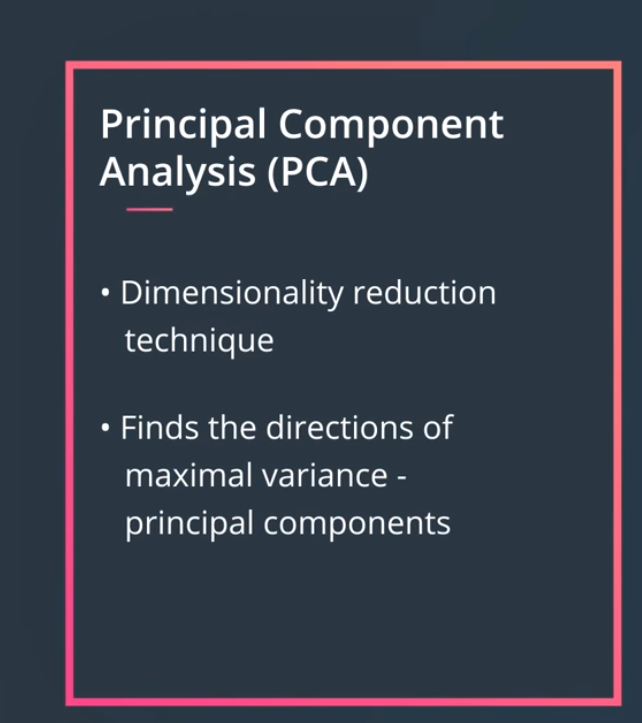 Principal Component
Analysis (PCA)
• Dimensionality reduction
technique
• Finds the directions of
maximal variance -
principal components